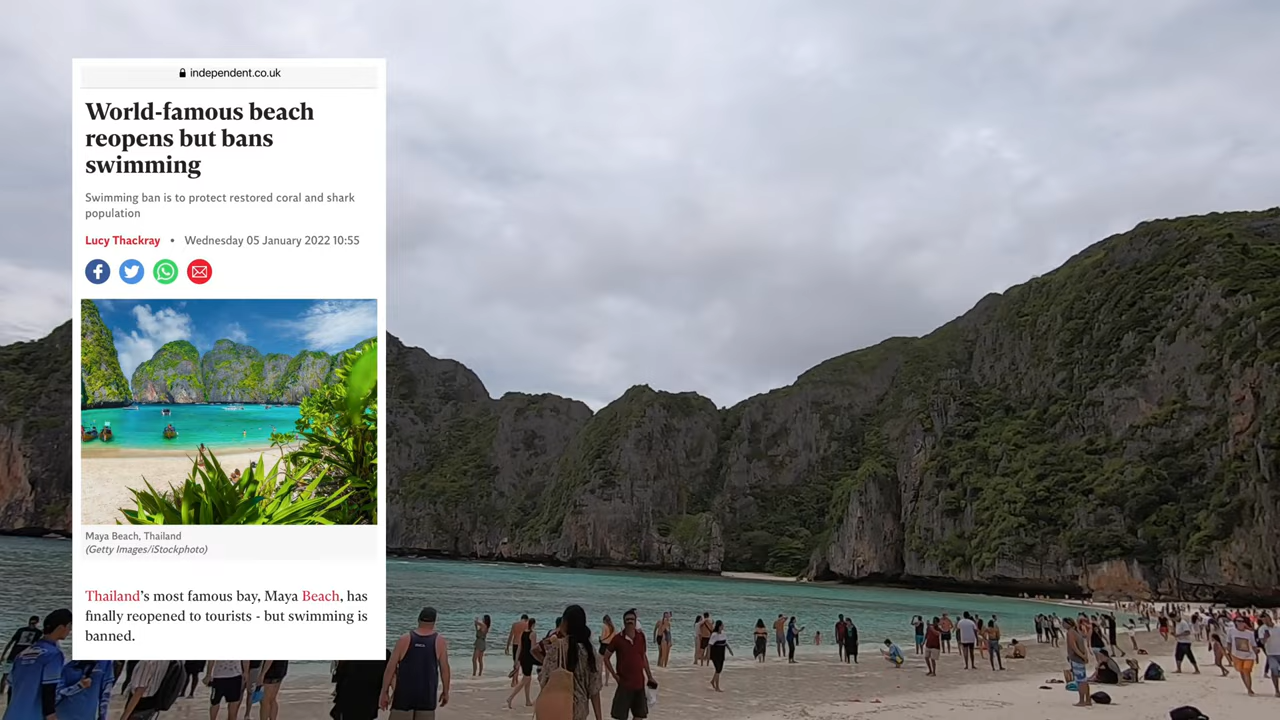 independent.co.uk
World-famous beach
reopens but bans
swimming
Swimming ban is to protect restored coral and shark
population
Lucy Thackray • Wednesday 05 January 2022 10:55
Maya Beach, Thailand
(Getty Images/iStockphoto)
Thailand's most famous bay, Maya Beach, has
finally reopened to tourists - but swimming is
banned.